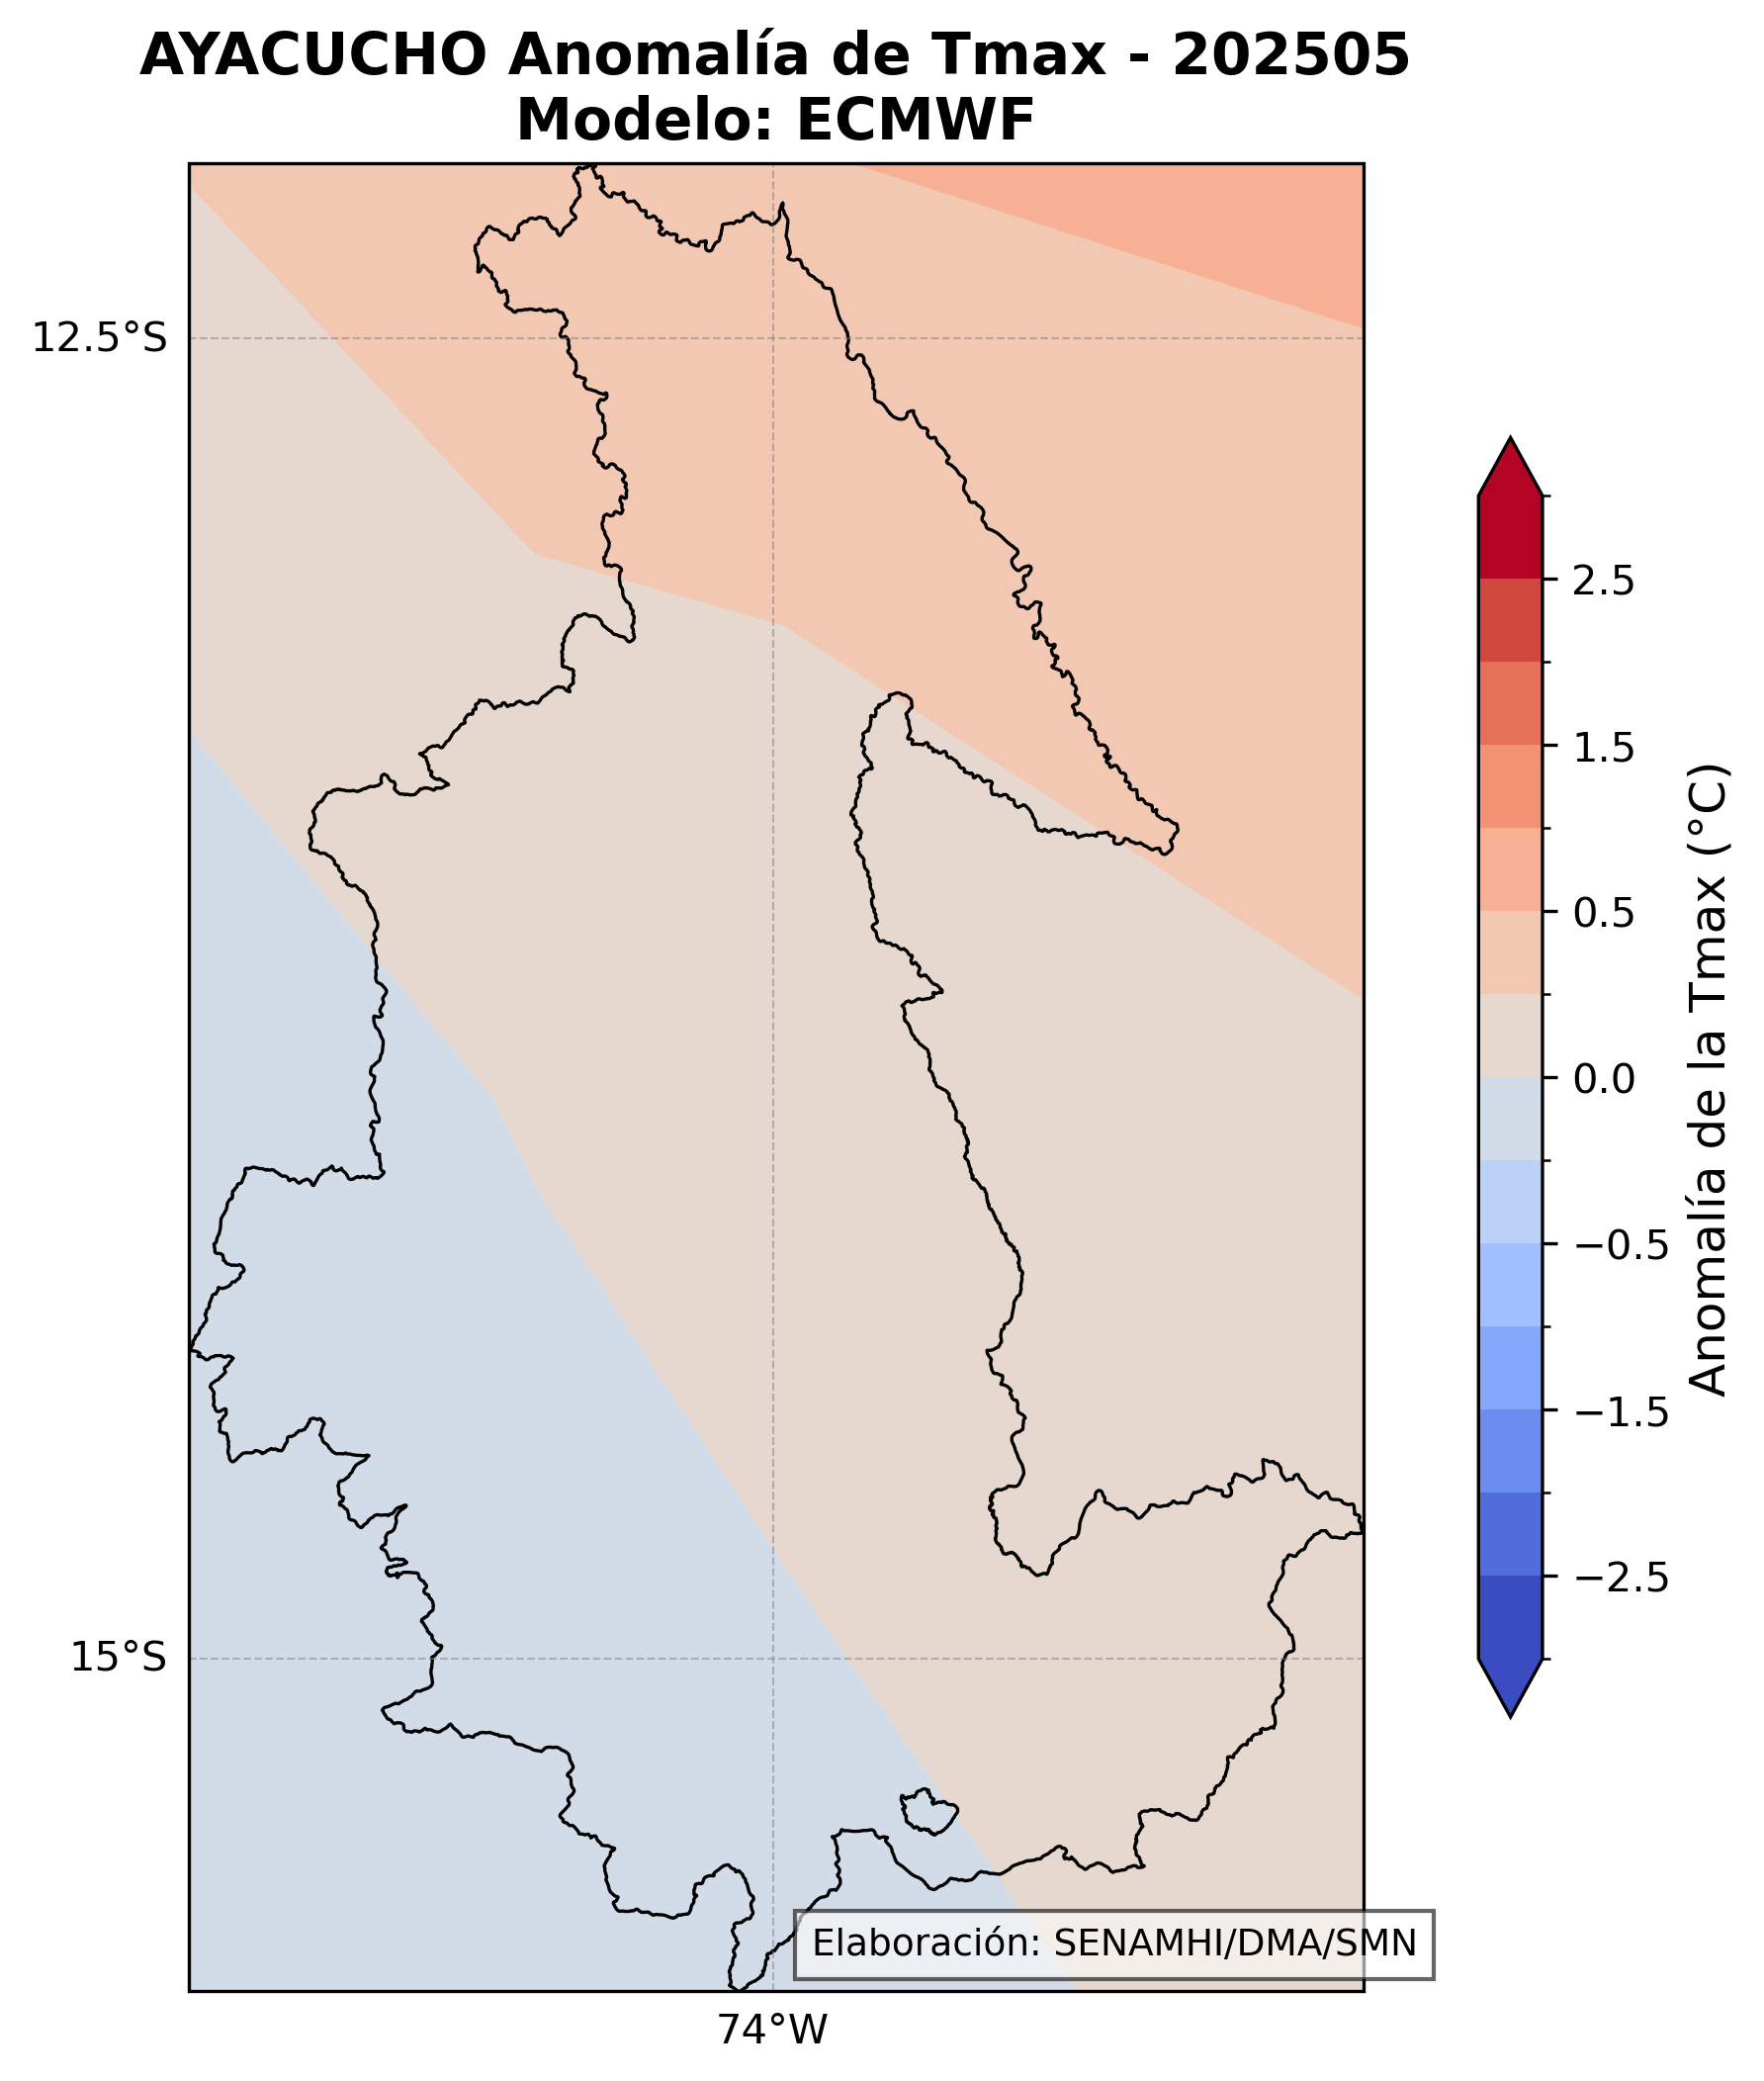 AYACUCHO Anomalía de Tmax - 202505
Modelo: ECMWF
12.5°S
15°S
74°W
2.5
1.5
0.5
0.0
−0.5
−1.5
−2.5
Anomalía de la Tmax (°C)
Elaboración: SENAMHI/DMA/SMN